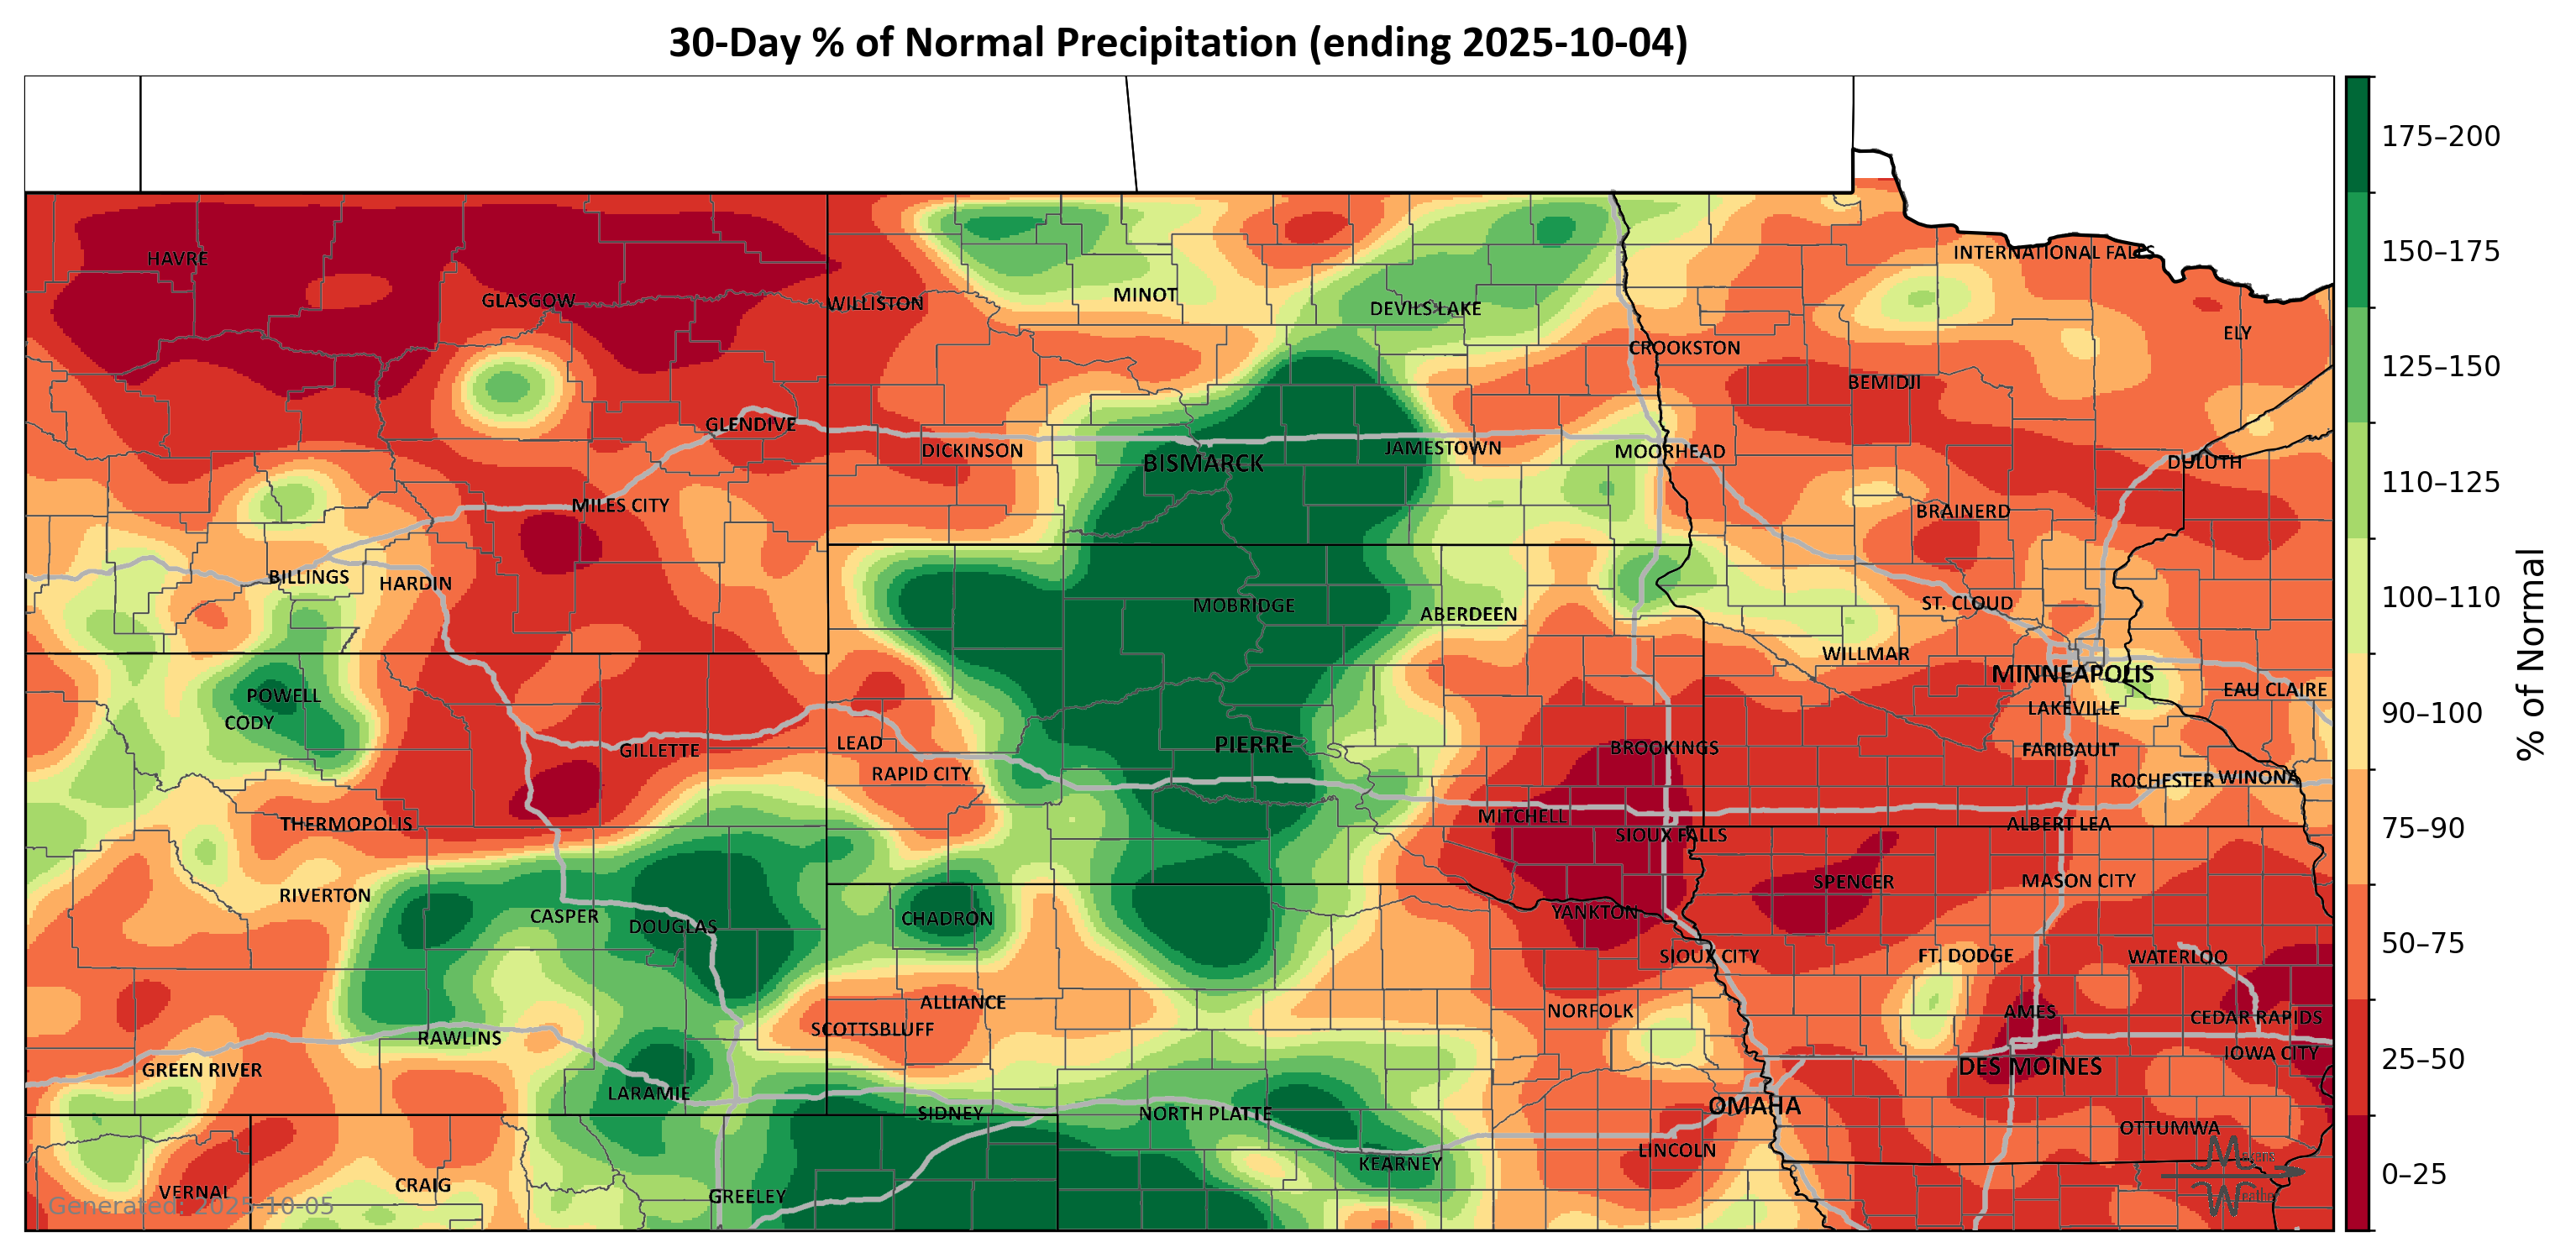 30-Day % of Normal Precipitation (ending 2025-10-04)
175–200
150–175
125–150
110–125
100–110
90–100
75–90
50–75
25–50
0–25
% of Normal
HAVRE
GLASGOW
WILLISTON
MINOT
DEVILS LAKE
INTERNATIONAL FALLS
ELY
CROOKSTON
BEMIDJI
GLENDIVE
DICKINSON
BISMARCK
JAMESTOWN
MOORHEAD
DULUTH
MILES CITY
BRAINERD
BILLINGS
HARDIN
MOBRIDGE
ABERDEEN
ST. CLOUD
WILLMAR
MINNEAPOLIS
EAU CLAIRE
POWELL
CODY
LAKEVILLE
GILLETTE
LEAD
PIERRE
BROOKINGS
FARIBAULT
RAPID CITY
ROCHESTER
WINONA
THERMOPOLIS
MITCHELL
SIOUX FALLS
ALBERT LEA
RIVERTON
CASPER
DOUGLAS
CHADRON
YANKTON
SPENCER
MASON CITY
SIOUX CITY
FT. DODGE
WATERLOO
ALLIANCE
SCOTTSBLUFF
NORFOLK
AMES
CEDAR RAPIDS
RAWLINS
IOWA CITY
GREEN RIVER
DES MOINES
LARAMIE
SIDNEY
NORTH PLATTE
OMAHA
OTTUMWA
LINCOLN
KEARNEY
VERNAL
CRAIG
GREELEY
Generated: 2025-10-05